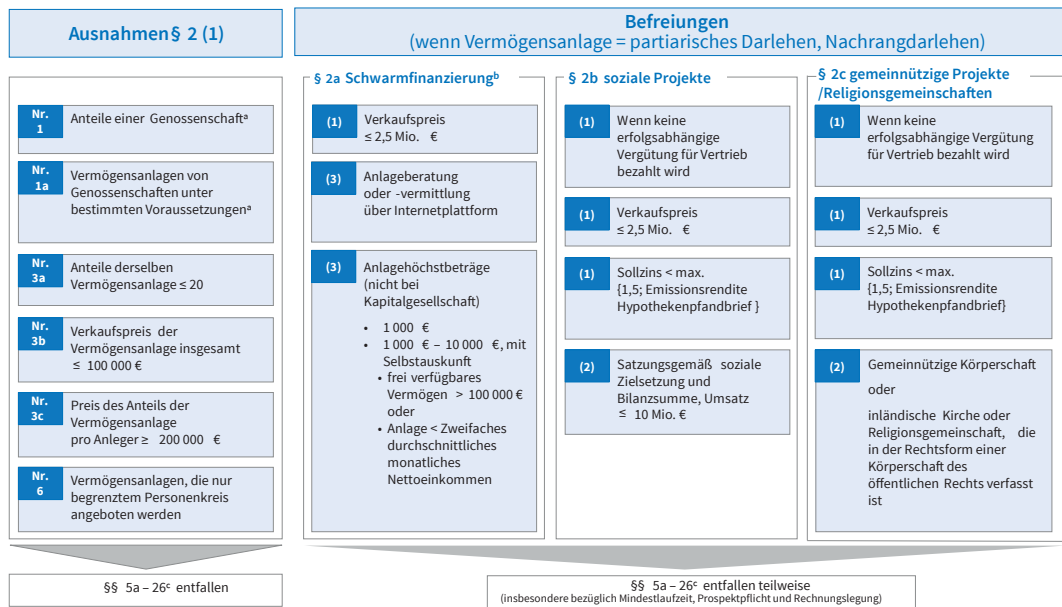 Ausnahmen § 2 (1)
Befreiungen
(wenn Vermögensanlage = partiarisches Darlehen, Nachrangdarlehen)
Nr.
1
Anteile einer Genossenschaftᵃ
Nr.
1a
Vermögensanlagen von
Genossenschaften unter
bestimmten Voraussetzungenᵃ
Nr.
3a
Anteile derselben
Vermögensanlage ≤ 20
Nr.
3b
Verkaufspreis der
Vermögensanlage insgesamt
≤ 100 000 €
Nr.
3c
Preis des Anteils der
Vermögensanlage
pro Anleger ≥ 200 000 €
Nr.
6
Vermögensanlagen, die nur
begrenztem Personenkreis
angeboten werden
§ 2a Schwarmfinanzierungᵇ
(1)
Verkaufspreis
≤ 2,5 Mio. €
(3)
Anlageberatung
oder -vermittlung
über Internetplattform
(3)
Anlagehöchstbeträge
(nicht bei
Kapitalgesellschaft)
• 1 000 €
• 1 000 € – 10 000 €, mit
Selbstauskunft
• frei verfügbares
Vermögen > 100 000 €
oder
• Anlage < Zweifaches
durchschnittliches
monatliches
Nettoeinkommen
§ 2b soziale Projekte
(1)
Wenn keine
erfolgsabhängige
Vergütung für Vertrieb
bezahlt wird
(1)
Verkaufspreis
≤ 2,5 Mio. €
(1)
Sollzins < max.
{1,5; Emissionsrendite
Hypothekenpfandbrief }
(2)
Satzungsgemäß soziale
Zielsetzung und
Bilanzsumme, Umsatz
≤ 10 Mio. €
§ 2c gemeinnützige Projekte
/Religionsgemeinschaften
(1)
Wenn keine
erfolgsabhängige Vergütung
für Vertrieb bezahlt wird
(1)
Verkaufspreis
≤ 2,5 Mio. €
(1)
Sollzins < max.
{1,5; Emissionsrendite
Hypothekenpfandbrief}
(2)
Gemeinnützige Körperschaft
oder
inländische Kirche oder
Religionsgemeinschaft, die
in der Rechtsform einer
Körperschaft des
öffentlichen Rechts verfasst
ist
§§ 5a – 26ᶜ entfallen
§§ 5a – 26ᶜ entfallen teilweise
(insbesondere bezüglich Mindestlaufzeit, Prospektpflicht und Rechnungslegung)